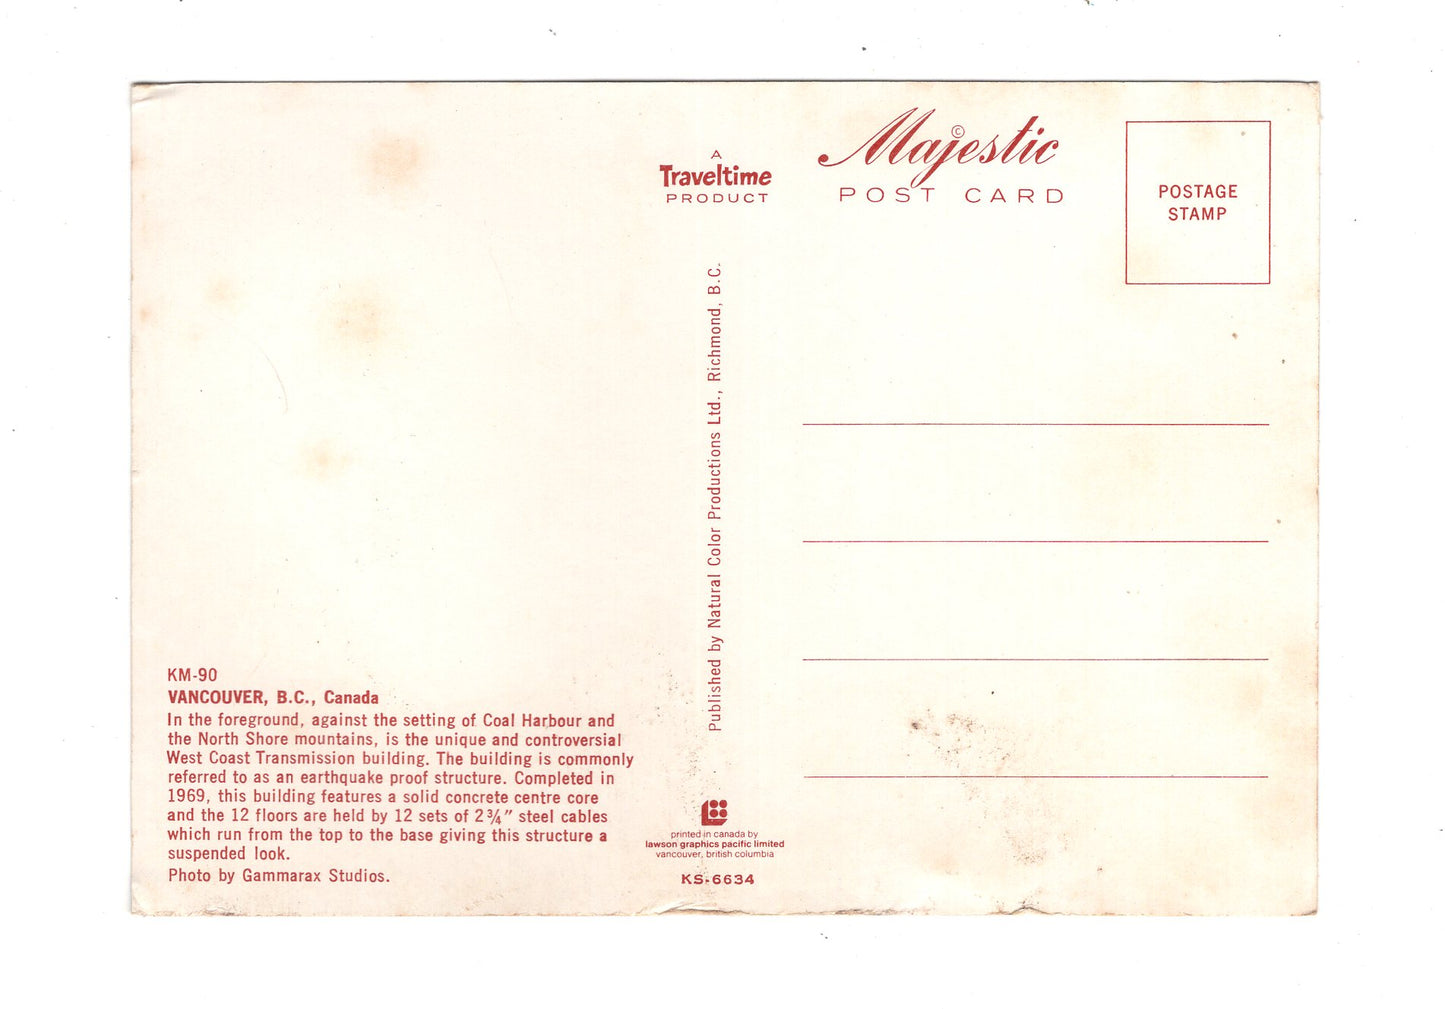 A
Traveltime
PRODUCT
Majestic ©
POST CARD
POSTAGE
STAMP
Published by Natural Color Productions Ltd., Richmond, B.C.
KM-90
VANCOUVER, B.C., Canada
In the foreground, against the setting of Coal Harbour and
the North Shore mountains, is the unique and controversial
West Coast Transmission building. The building is commonly
referred to as an earthquake proof structure. Completed in
1969, this building features a solid concrete centre core
and the 12 floors are held by 12 sets of 2¾" steel cables
which run from the top to the base giving this structure a
suspended look.
Photo by Gammarax Studios.
printed in canada by
lawson graphics pacific limited
vancouver, british columbia
KS-6634